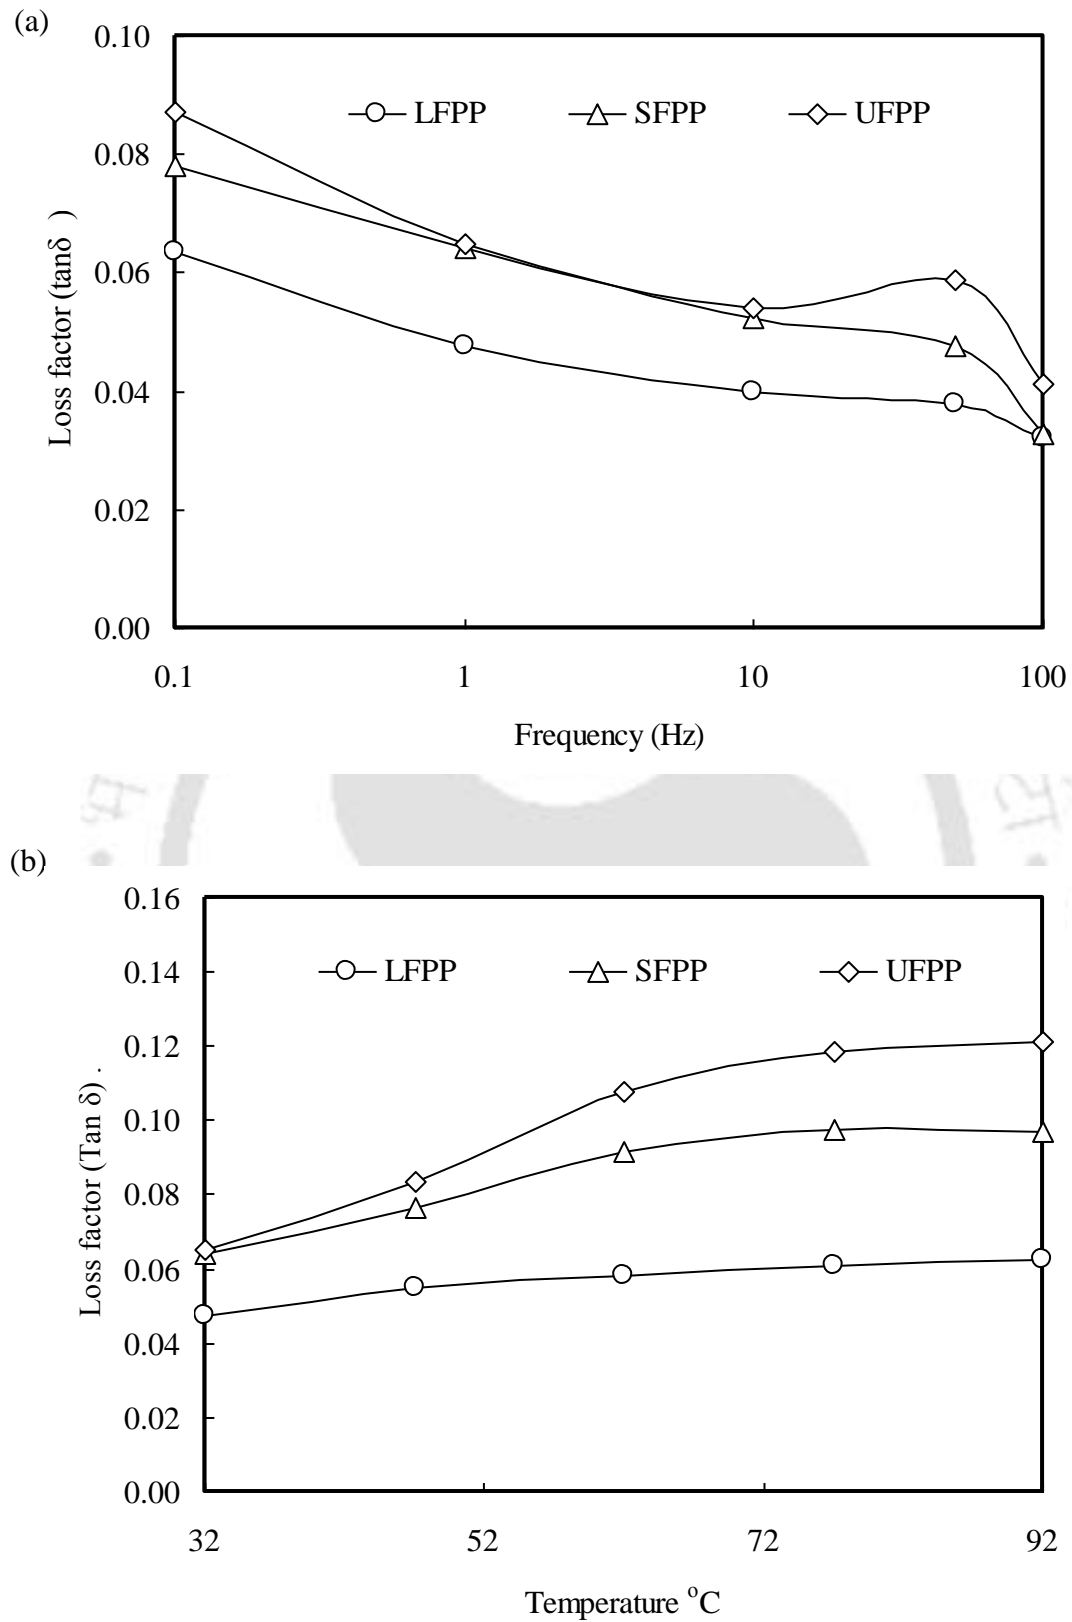 (a)
0.10
LFPP SFPP UFPP
0.08
0.06
0.04
0.02
0.00
0.1 1 10 100
Loss factor (tanδ )
Frequency (Hz)
(b)
0.16
LFPP SFPP UFPP
0.14
0.12
0.10
0.08
0.06
0.04
0.02
0.00
32 52 72 92
Loss factor (Tan δ) .
Temperature ᵒC